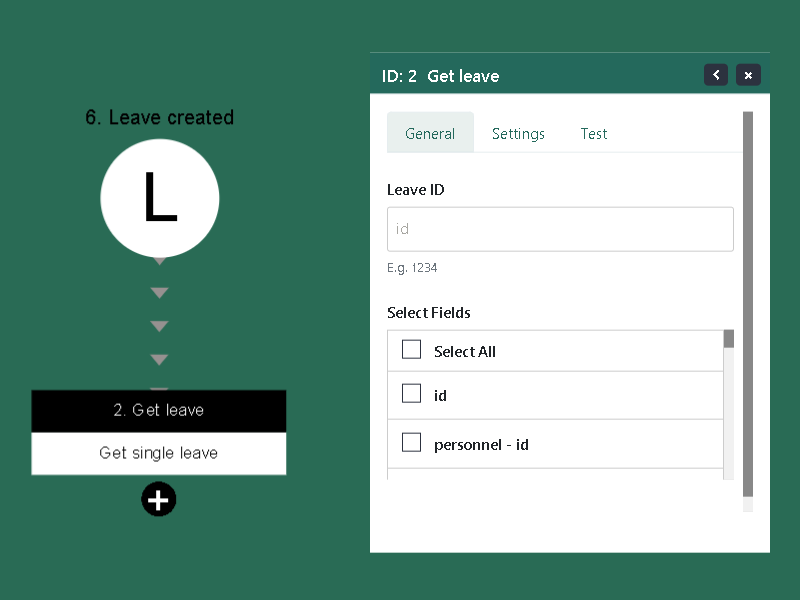 6. Leave created
L
2. Get leave
Get single leave
ID: 2 Get leave
General Settings Test
Leave ID
id
E.g. 1234
Select Fields
Select All
id
personnel - id